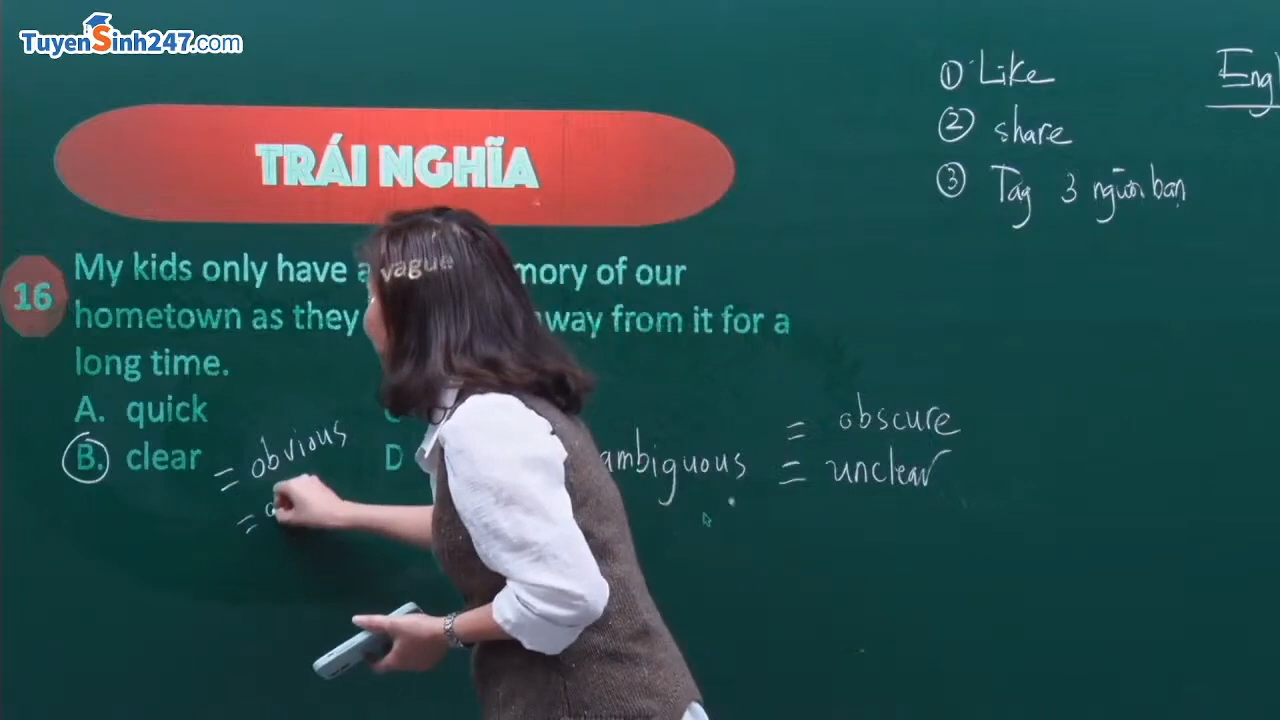 TuyenSinh247.com
① Like
② share
③ Tag 3 người bạn
Eng
TRÁI NGHĨA
16
My kids only have a vague mory of our
hometown as they away from it for a
long time.
A. quick
B. clear
D
= obvious
=
ambiguous
= obscure
= unclear